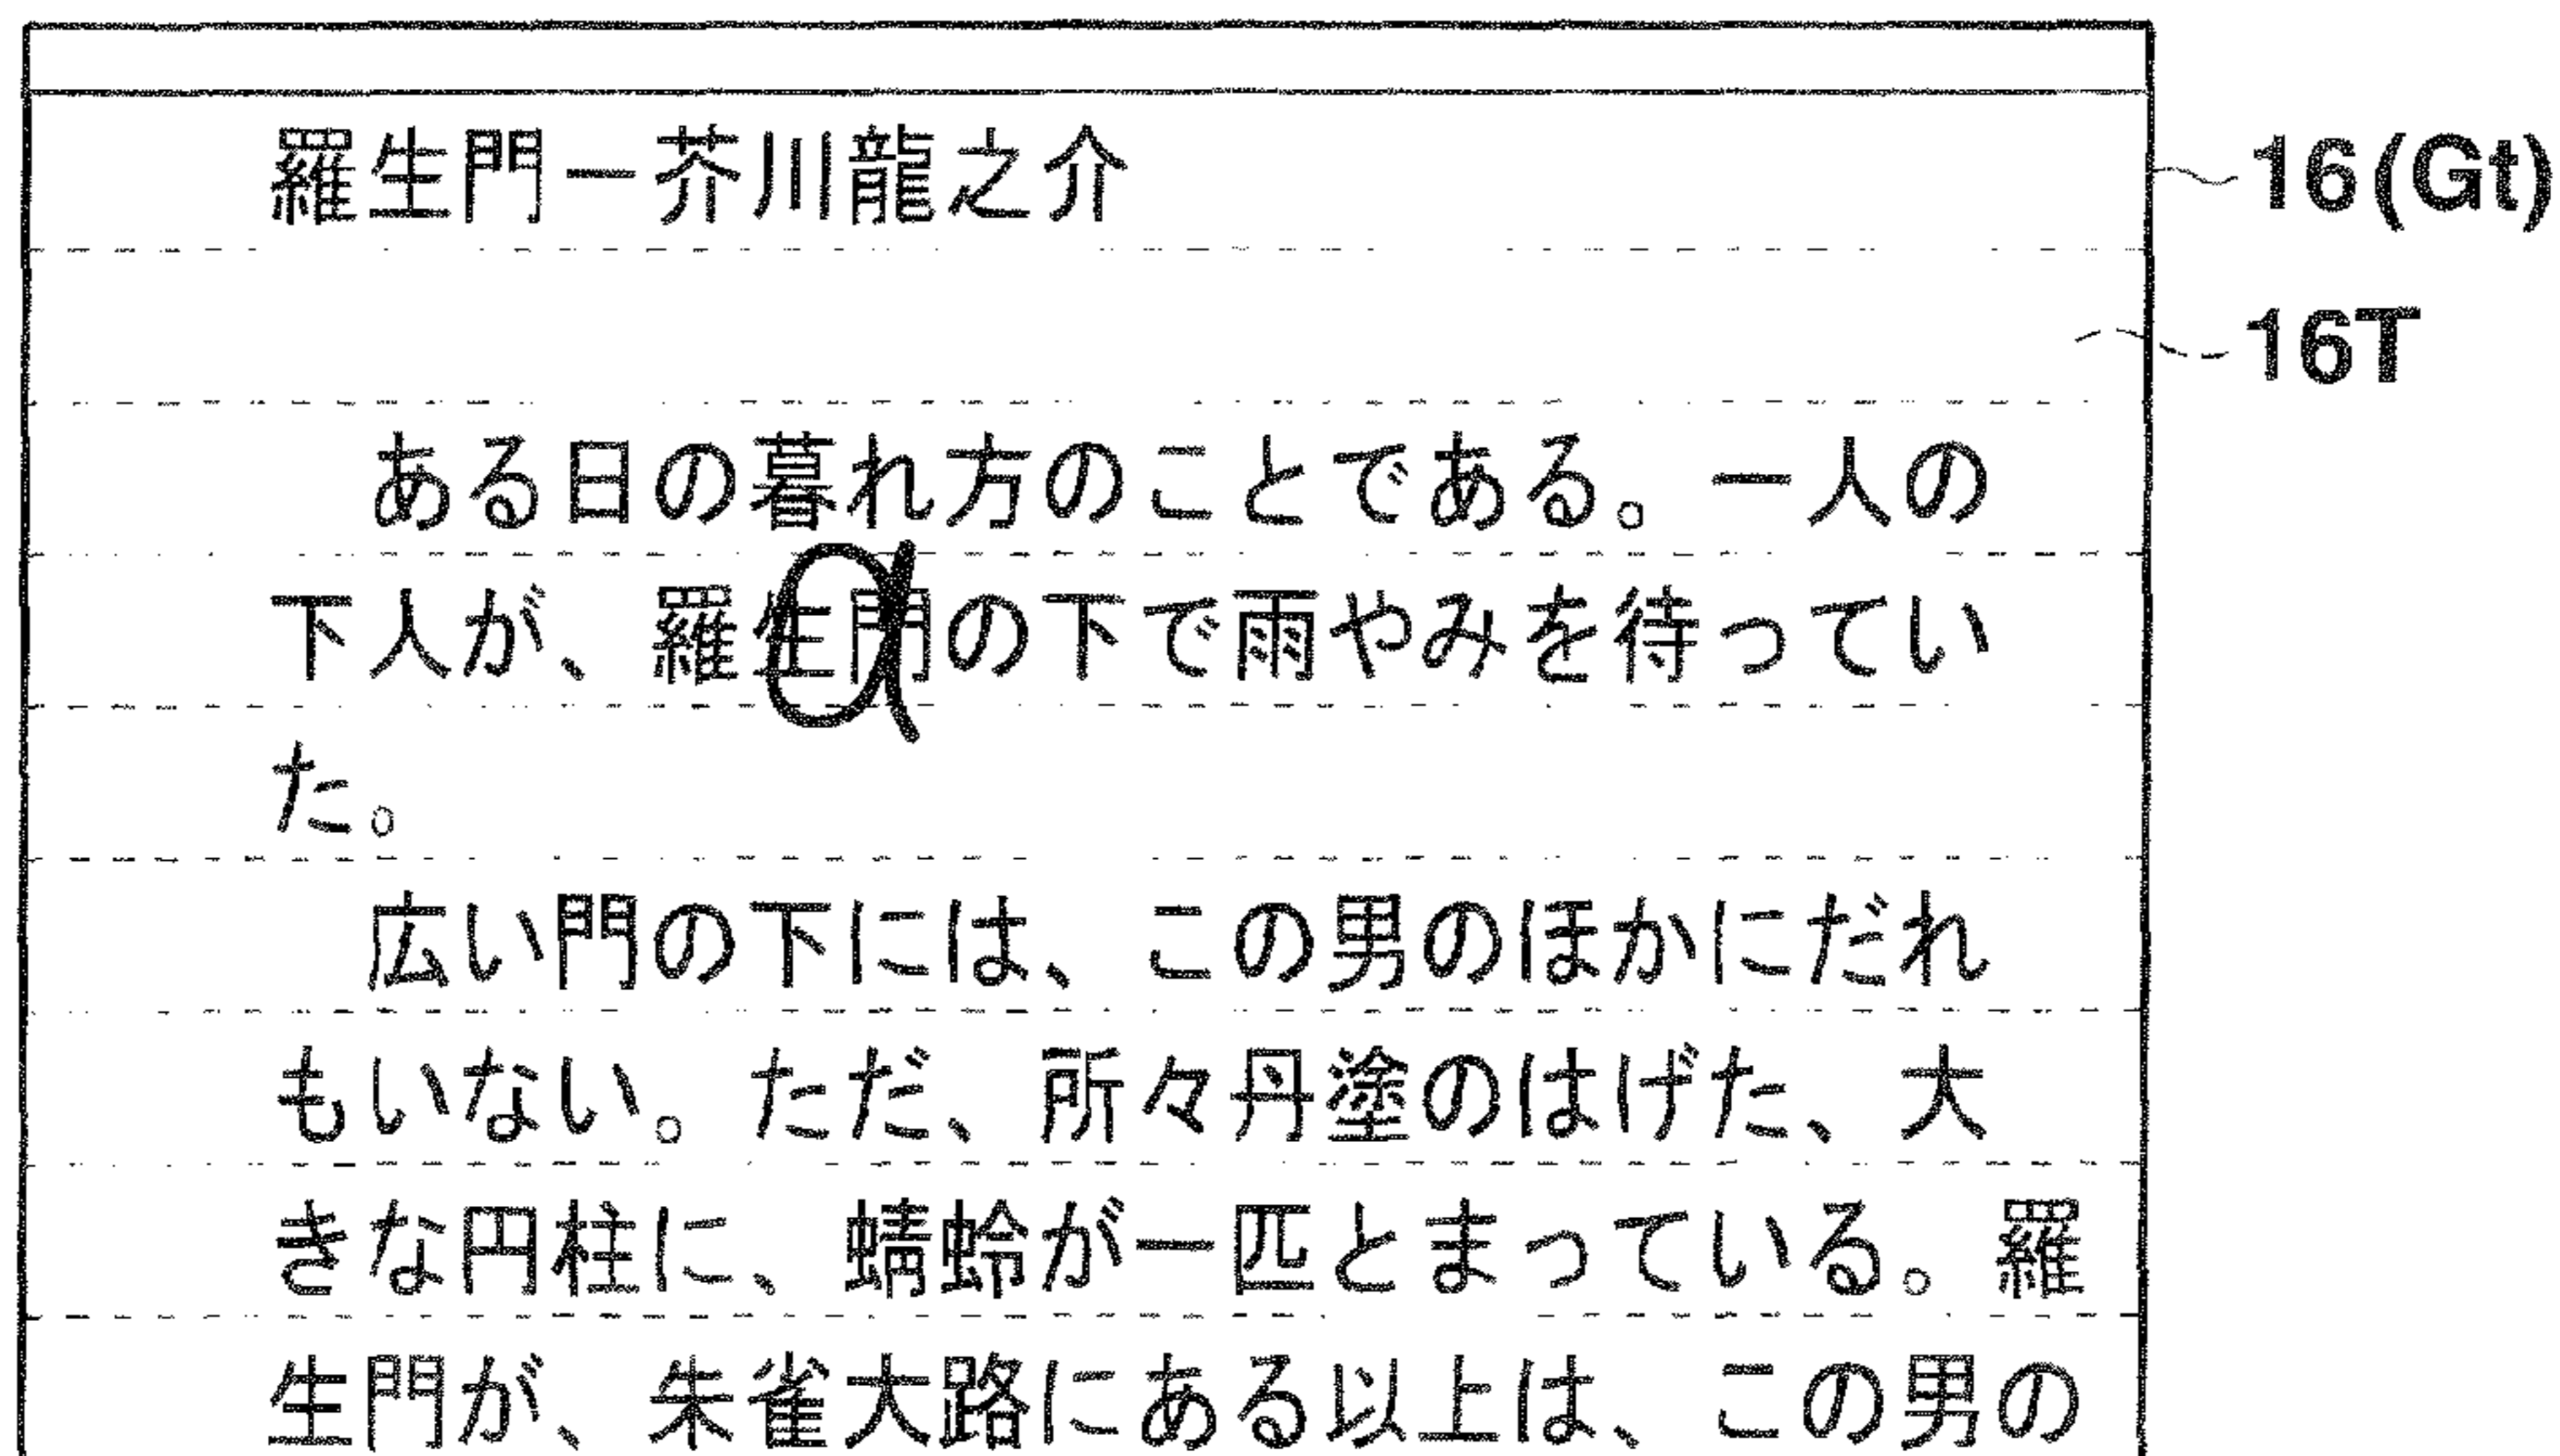 羅生門ー芥川龍之介
16(Gt)
16T
ある日の暮れ方のことである。一人の
下人が、羅生門の下で雨やみを待ってい
a
た。
広い門の下には、この男のほかにだれ
もいない。ただ、所々丹塗のはげた、大
きな円柱に、蜻蛉が一匹とまっている。羅
生門が、朱雀大路にある以上は、この男の